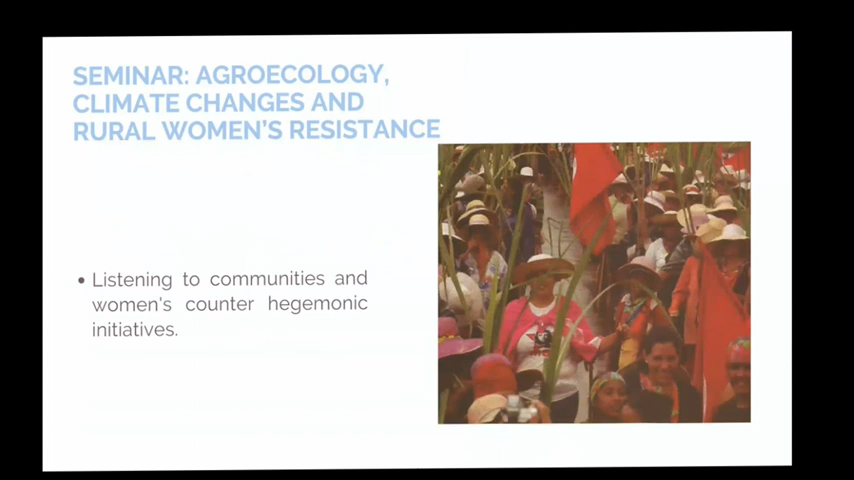 SEMINAR: AGROECOLOGY,
CLIMATE CHANGES AND
RURAL WOMEN'S RESISTANCE
• Listening to communities and
women's counter hegemonic
initiatives.